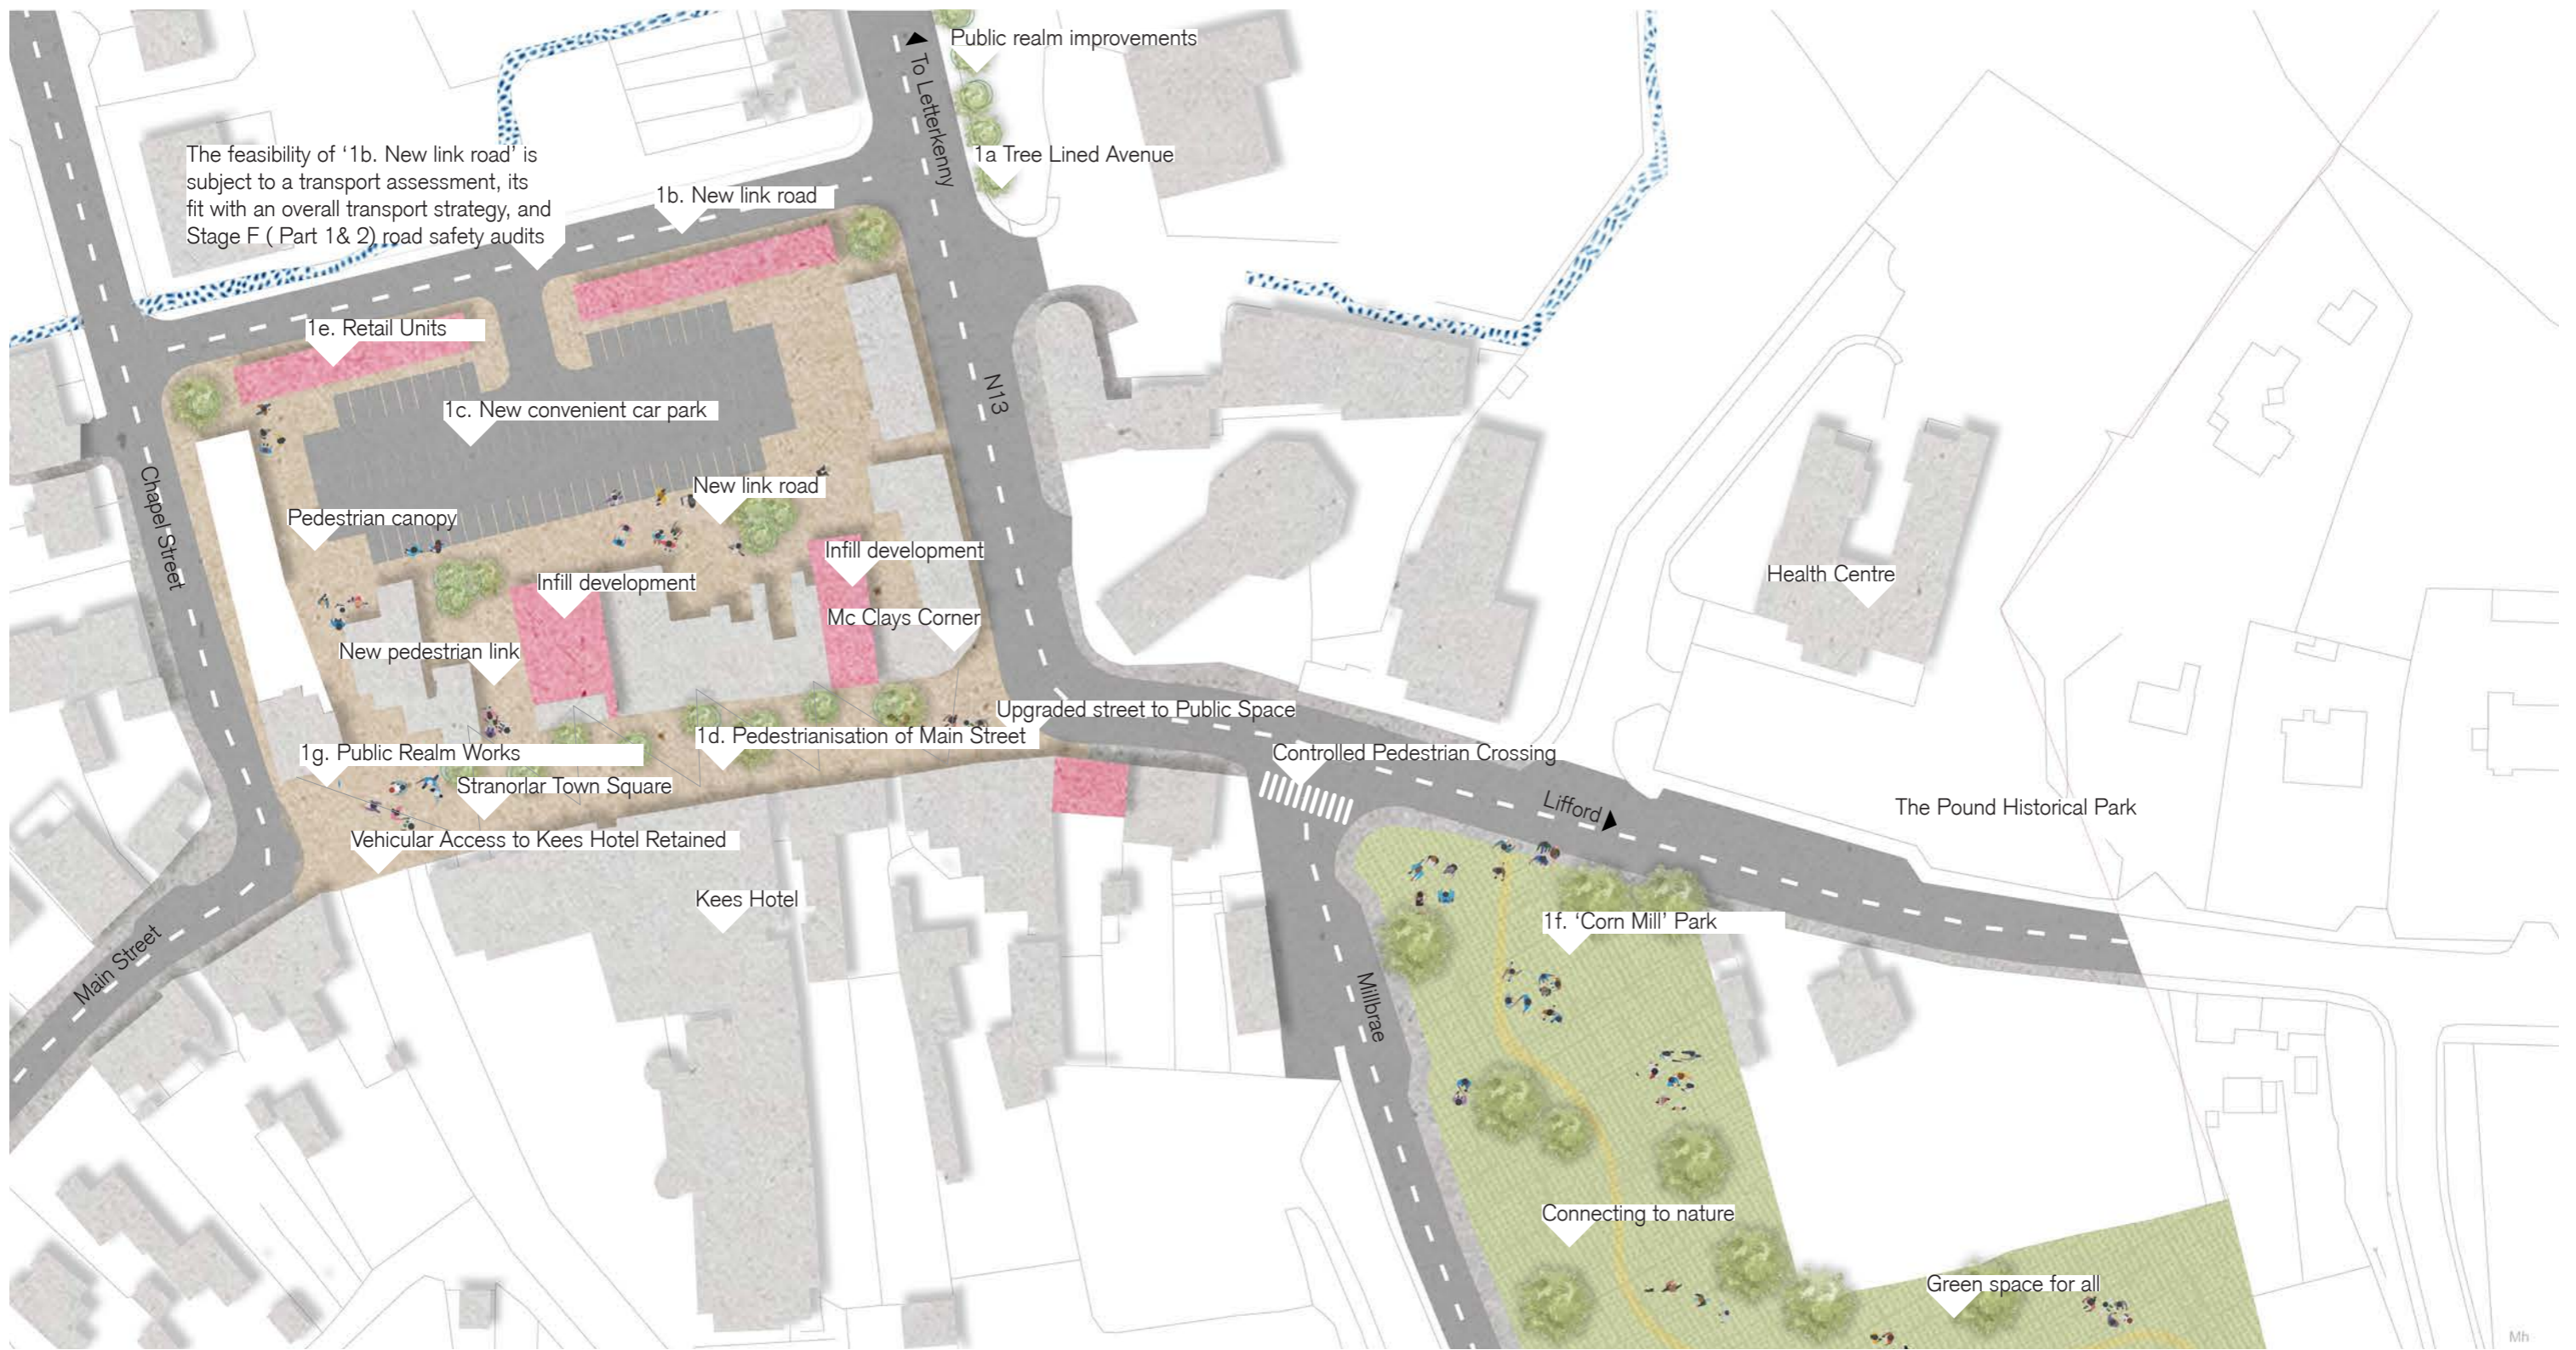 Public realm improvements
To Letterkenny
The feasibility of ‘1b. New link road’ is
subject to a transport assessment, its
fit with an overall transport strategy, and
Stage F ( Part 1& 2) road safety audits
1a Tree Lined Avenue
1b. New link road
1e. Retail Units
N13
1c. New convenient car park
Chapel Street
New link road
Pedestrian canopy
Infill development
Infill development
Health Centre
Mc Clays Corner
New pedestrian link
Upgraded street to Public Space
1d. Pedestrianisation of Main Street
1g. Public Realm Works
Controlled Pedestrian Crossing
Stranorlar Town Square
Lifford
The Pound Historical Park
Vehicular Access to Kees Hotel Retained
Kees Hotel
1f. ‘Corn Mill’ Park
Main Street
Millbrae
Connecting to nature
Green space for all
Mh